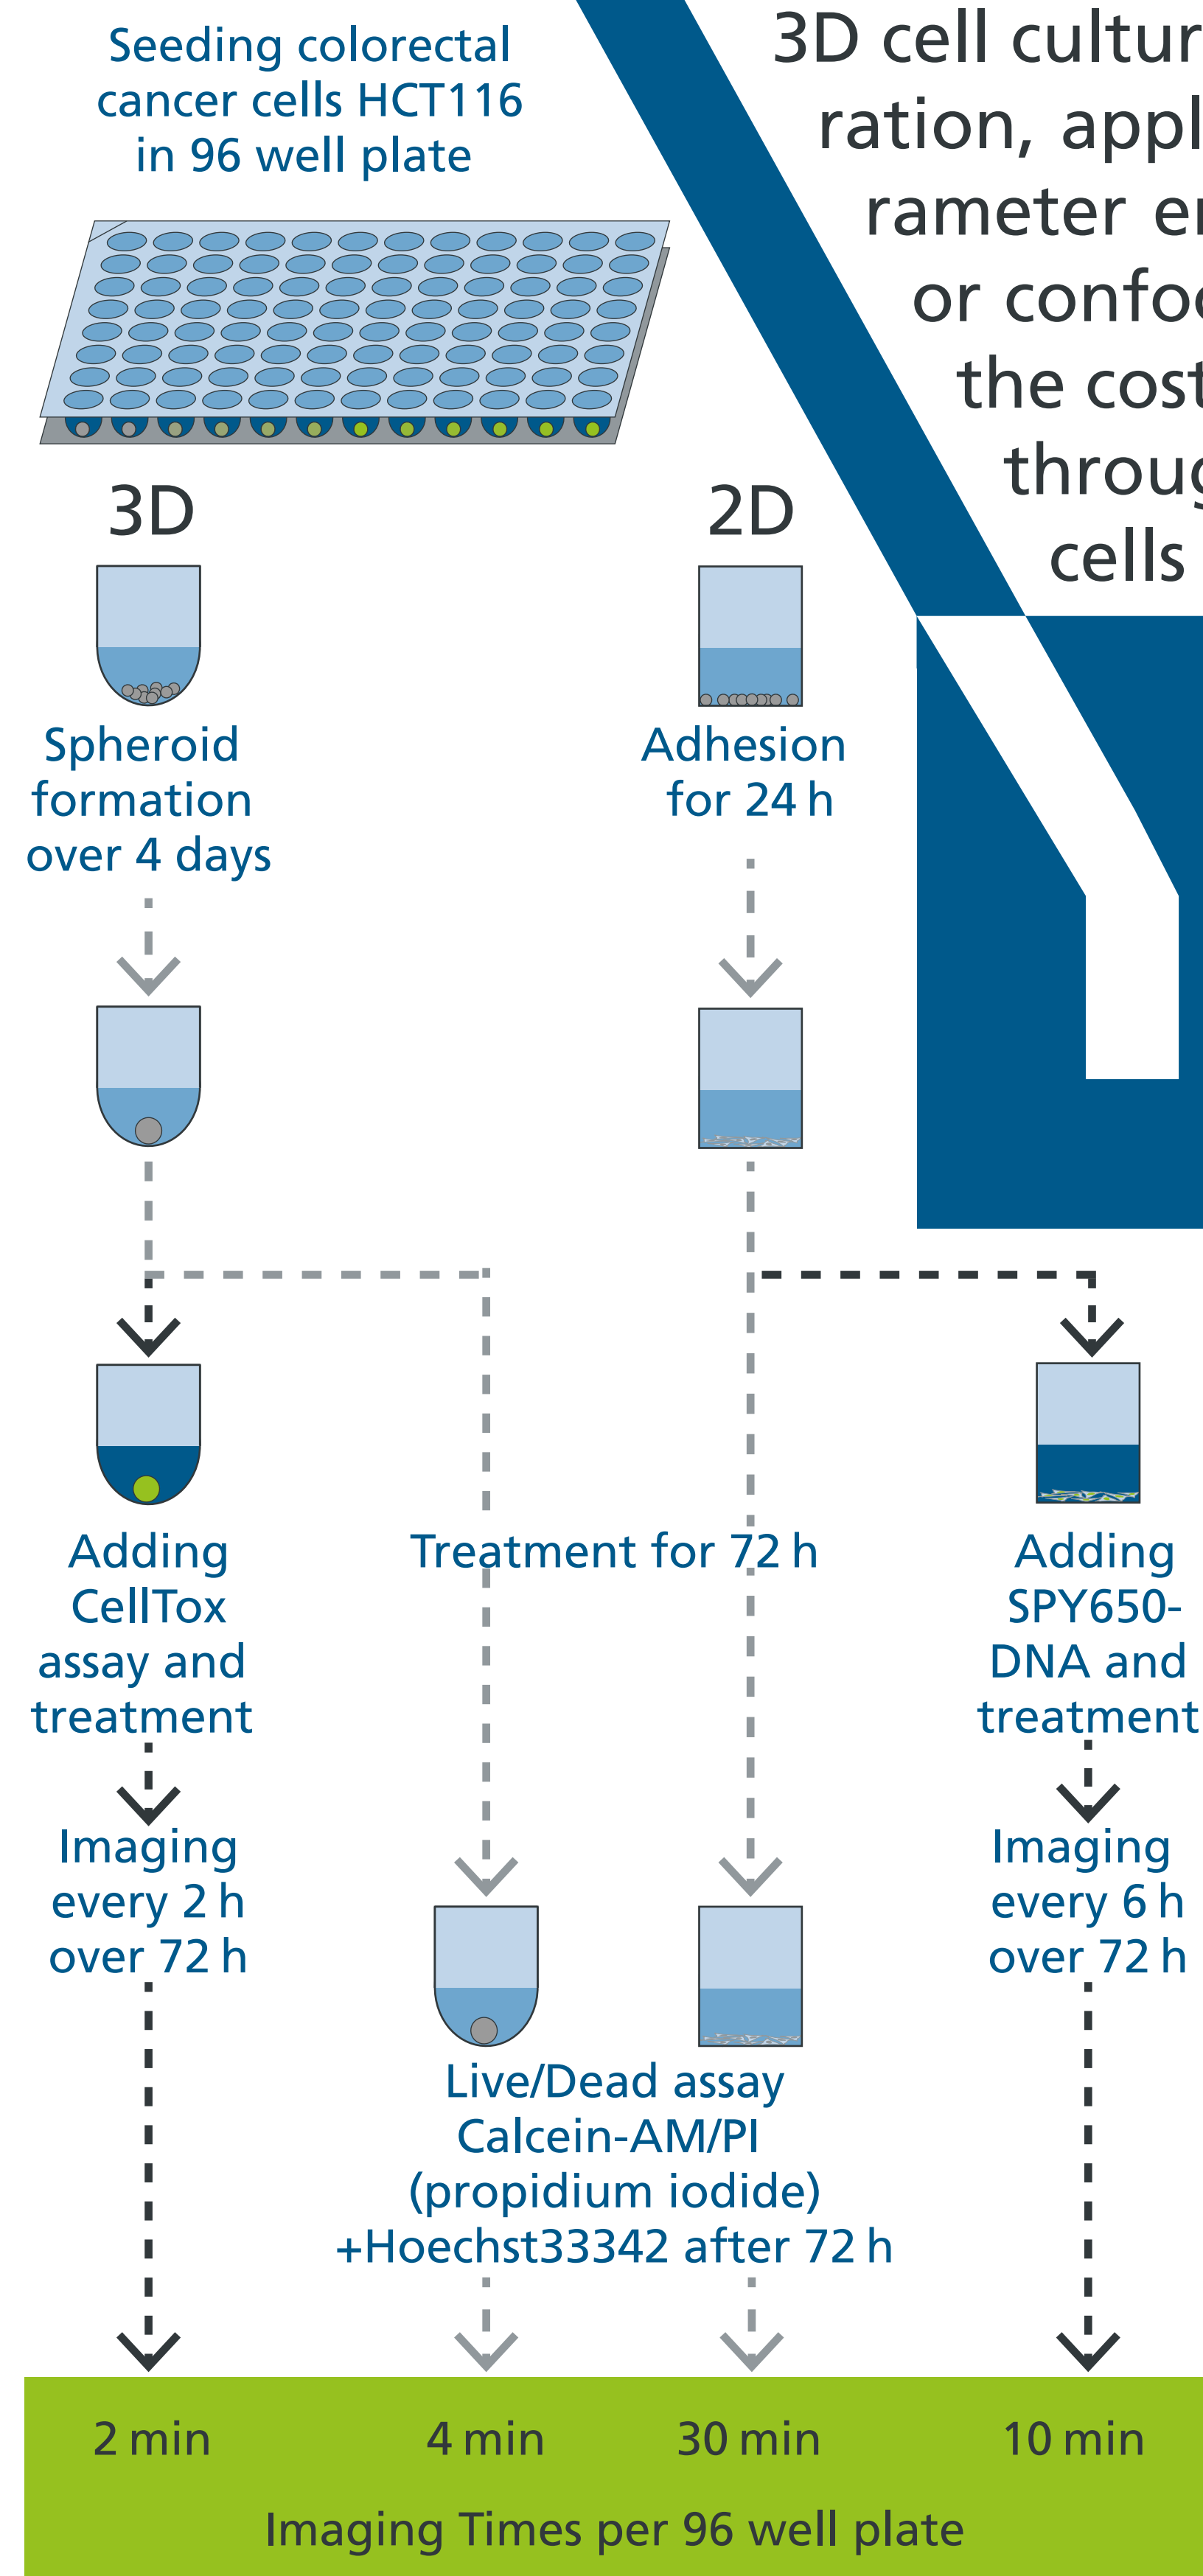 Seeding colorectal
cancer cells HCT116
in 96 well plate
3D cell cultur
ration, appl
rameter er
or confoc
the cost
throug
cells
3D
2D
Spheroid
formation
over 4 days
Adhesion
for 24 h
Adding
CellTox
assay and
treatment
Treatment for 72 h
Adding
SPY650-
DNA and
treatment
Imaging
every 2 h
over 72 h
Imaging
every 6 h
over 72 h
Live/Dead assay
Calcein-AM/PI
(propidium iodide)
+Hoechst33342 after 72 h
2 min
4 min
30 min
10 min
Imaging Times per 96 well plate